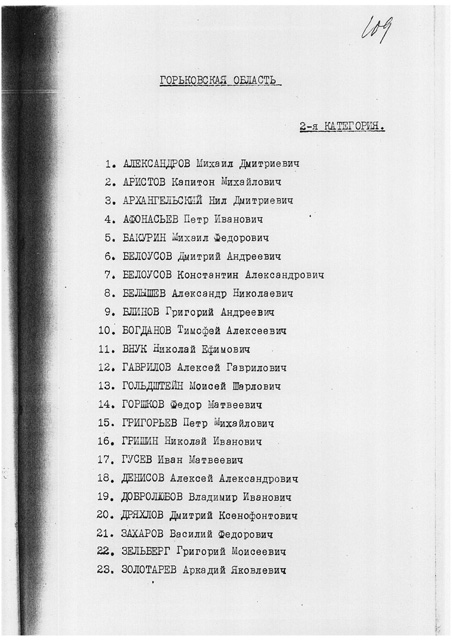 109
ГОРЬКОВСКАЯ ОБЛАСТЬ
2-я КАТЕГОРИЯ.
1. АЛЕКСАНДРОВ Михаил Дмитриевич
2. АРИСТОВ Капитон Михайлович
3. АРХАНГЕЛЬСКИЙ Нил Дмитриевич
4. АФОНАСЬЕВ Петр Иванович
5. БАКУРИН Михаил Федорович
6. БЕЛОУСОВ Дмитрий Андреевич
7. БЕЛОУСОВ Константин Александрович
8. БЕЛЫШЕВ Александр Николаевич
9. БЛИНОВ Григорий Андреевич
10. БОГДАНОВ Тимофей Алексеевич
11. ВНУК Николай Ефимович
12. ГАВРИЛОВ Алексей Гаврилович
13. ГОЛЬДШТЕЙН Моисей Шарлович
14. ГОРШКОВ Федор Матвеевич
15. ГРИГОРЬЕВ Петр Михайлович
16. ГРИШИН Николай Иванович
17. ГУСЕВ Иван Матвеевич
18. ДЕНИСОВ Алексей Александрович
19. ДОБРОЛЮБОВ Владимир Иванович
20. ДРЯХЛОВ Дмитрий Ксенофонтович
21. ЗАХАРОВ Василий Федорович
22. ЗЕЛЬБЕРГ Григорий Моисеевич
23. ЗОЛОТАРЕВ Аркадий Яковлевич